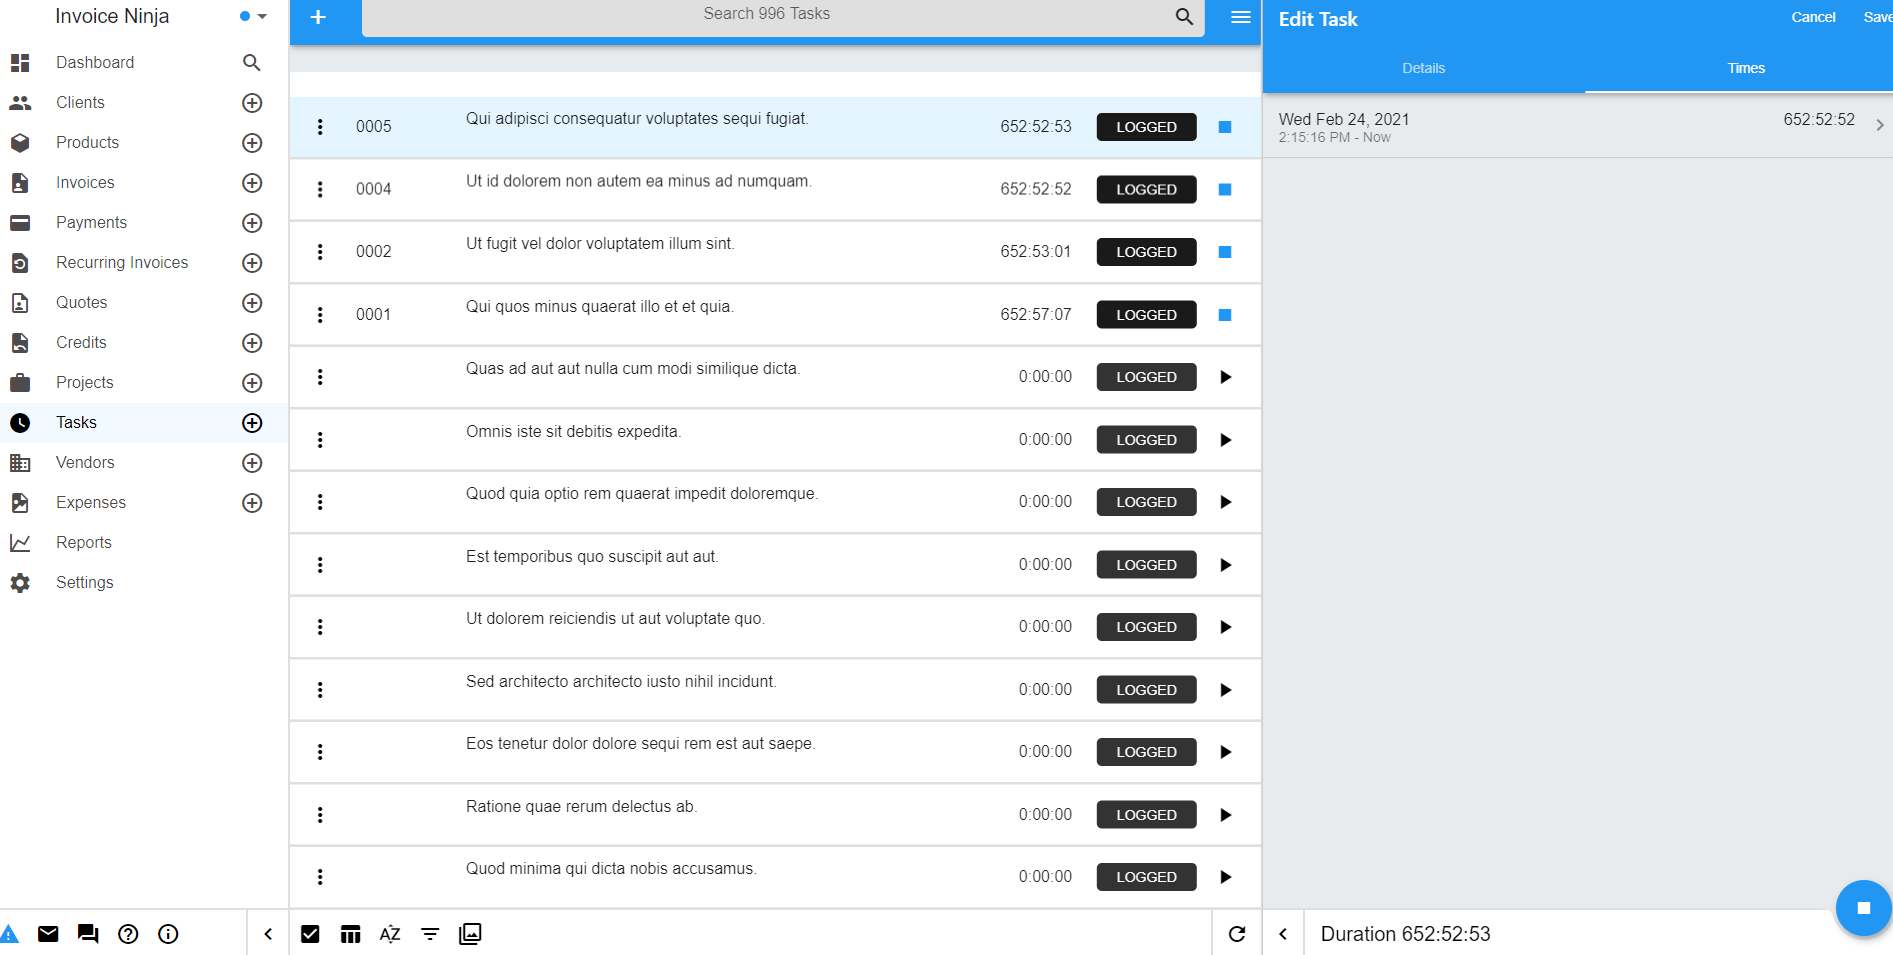 Invoice Ninja
Dashboard
Clients
Products
Invoices
Payments
Recurring Invoices
Quotes
Credits
Projects
Tasks
Vendors
Expenses
Reports
Settings
Search 996 Tasks
0005 Qui adipisci consequatur voluptates sequi fugiat. 652:52:53 LOGGED
0004 Ut id dolorem non autem ea minus ad numquam. 652:52:52 LOGGED
0002 Ut fugit vel dolor voluptatem illum sint. 652:53:01 LOGGED
0001 Qui quos minus quaerat illo et et quia. 652:57:07 LOGGED
Quas ad aut aut nulla cum modi similique dicta. 0:00:00 LOGGED
Omnis iste sit debitis expedita. 0:00:00 LOGGED
Quod quia optio rem quaerat impedit doloremque. 0:00:00 LOGGED
Est temporibus quo suscipit aut aut. 0:00:00 LOGGED
Ut dolorem reiciendis ut aut voluptate quo. 0:00:00 LOGGED
Sed architecto architecto iusto nihil incidunt. 0:00:00 LOGGED
Eos tenetur dolor dolore sequi rem est aut saepe. 0:00:00 LOGGED
Ratione quae rerum delectus ab. 0:00:00 LOGGED
Quod minima qui dicta nobis accusamus. 0:00:00 LOGGED
Edit Task Cancel Save
Details Times
Wed Feb 24, 2021 652:52:52
2:15:16 PM - Now
Duration 652:52:53